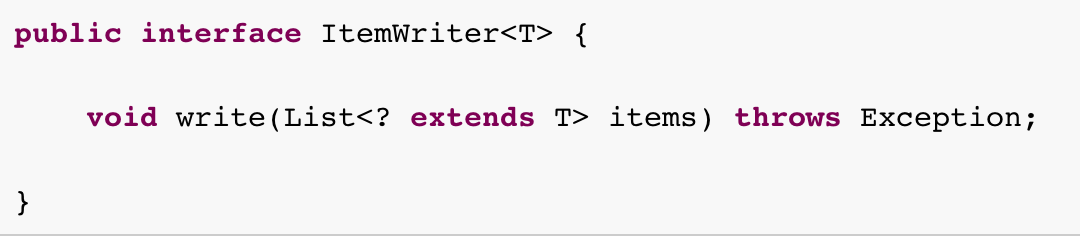 public interface ItemWriter<T> {
void write(List<? extends T> items) throws Exception;
}